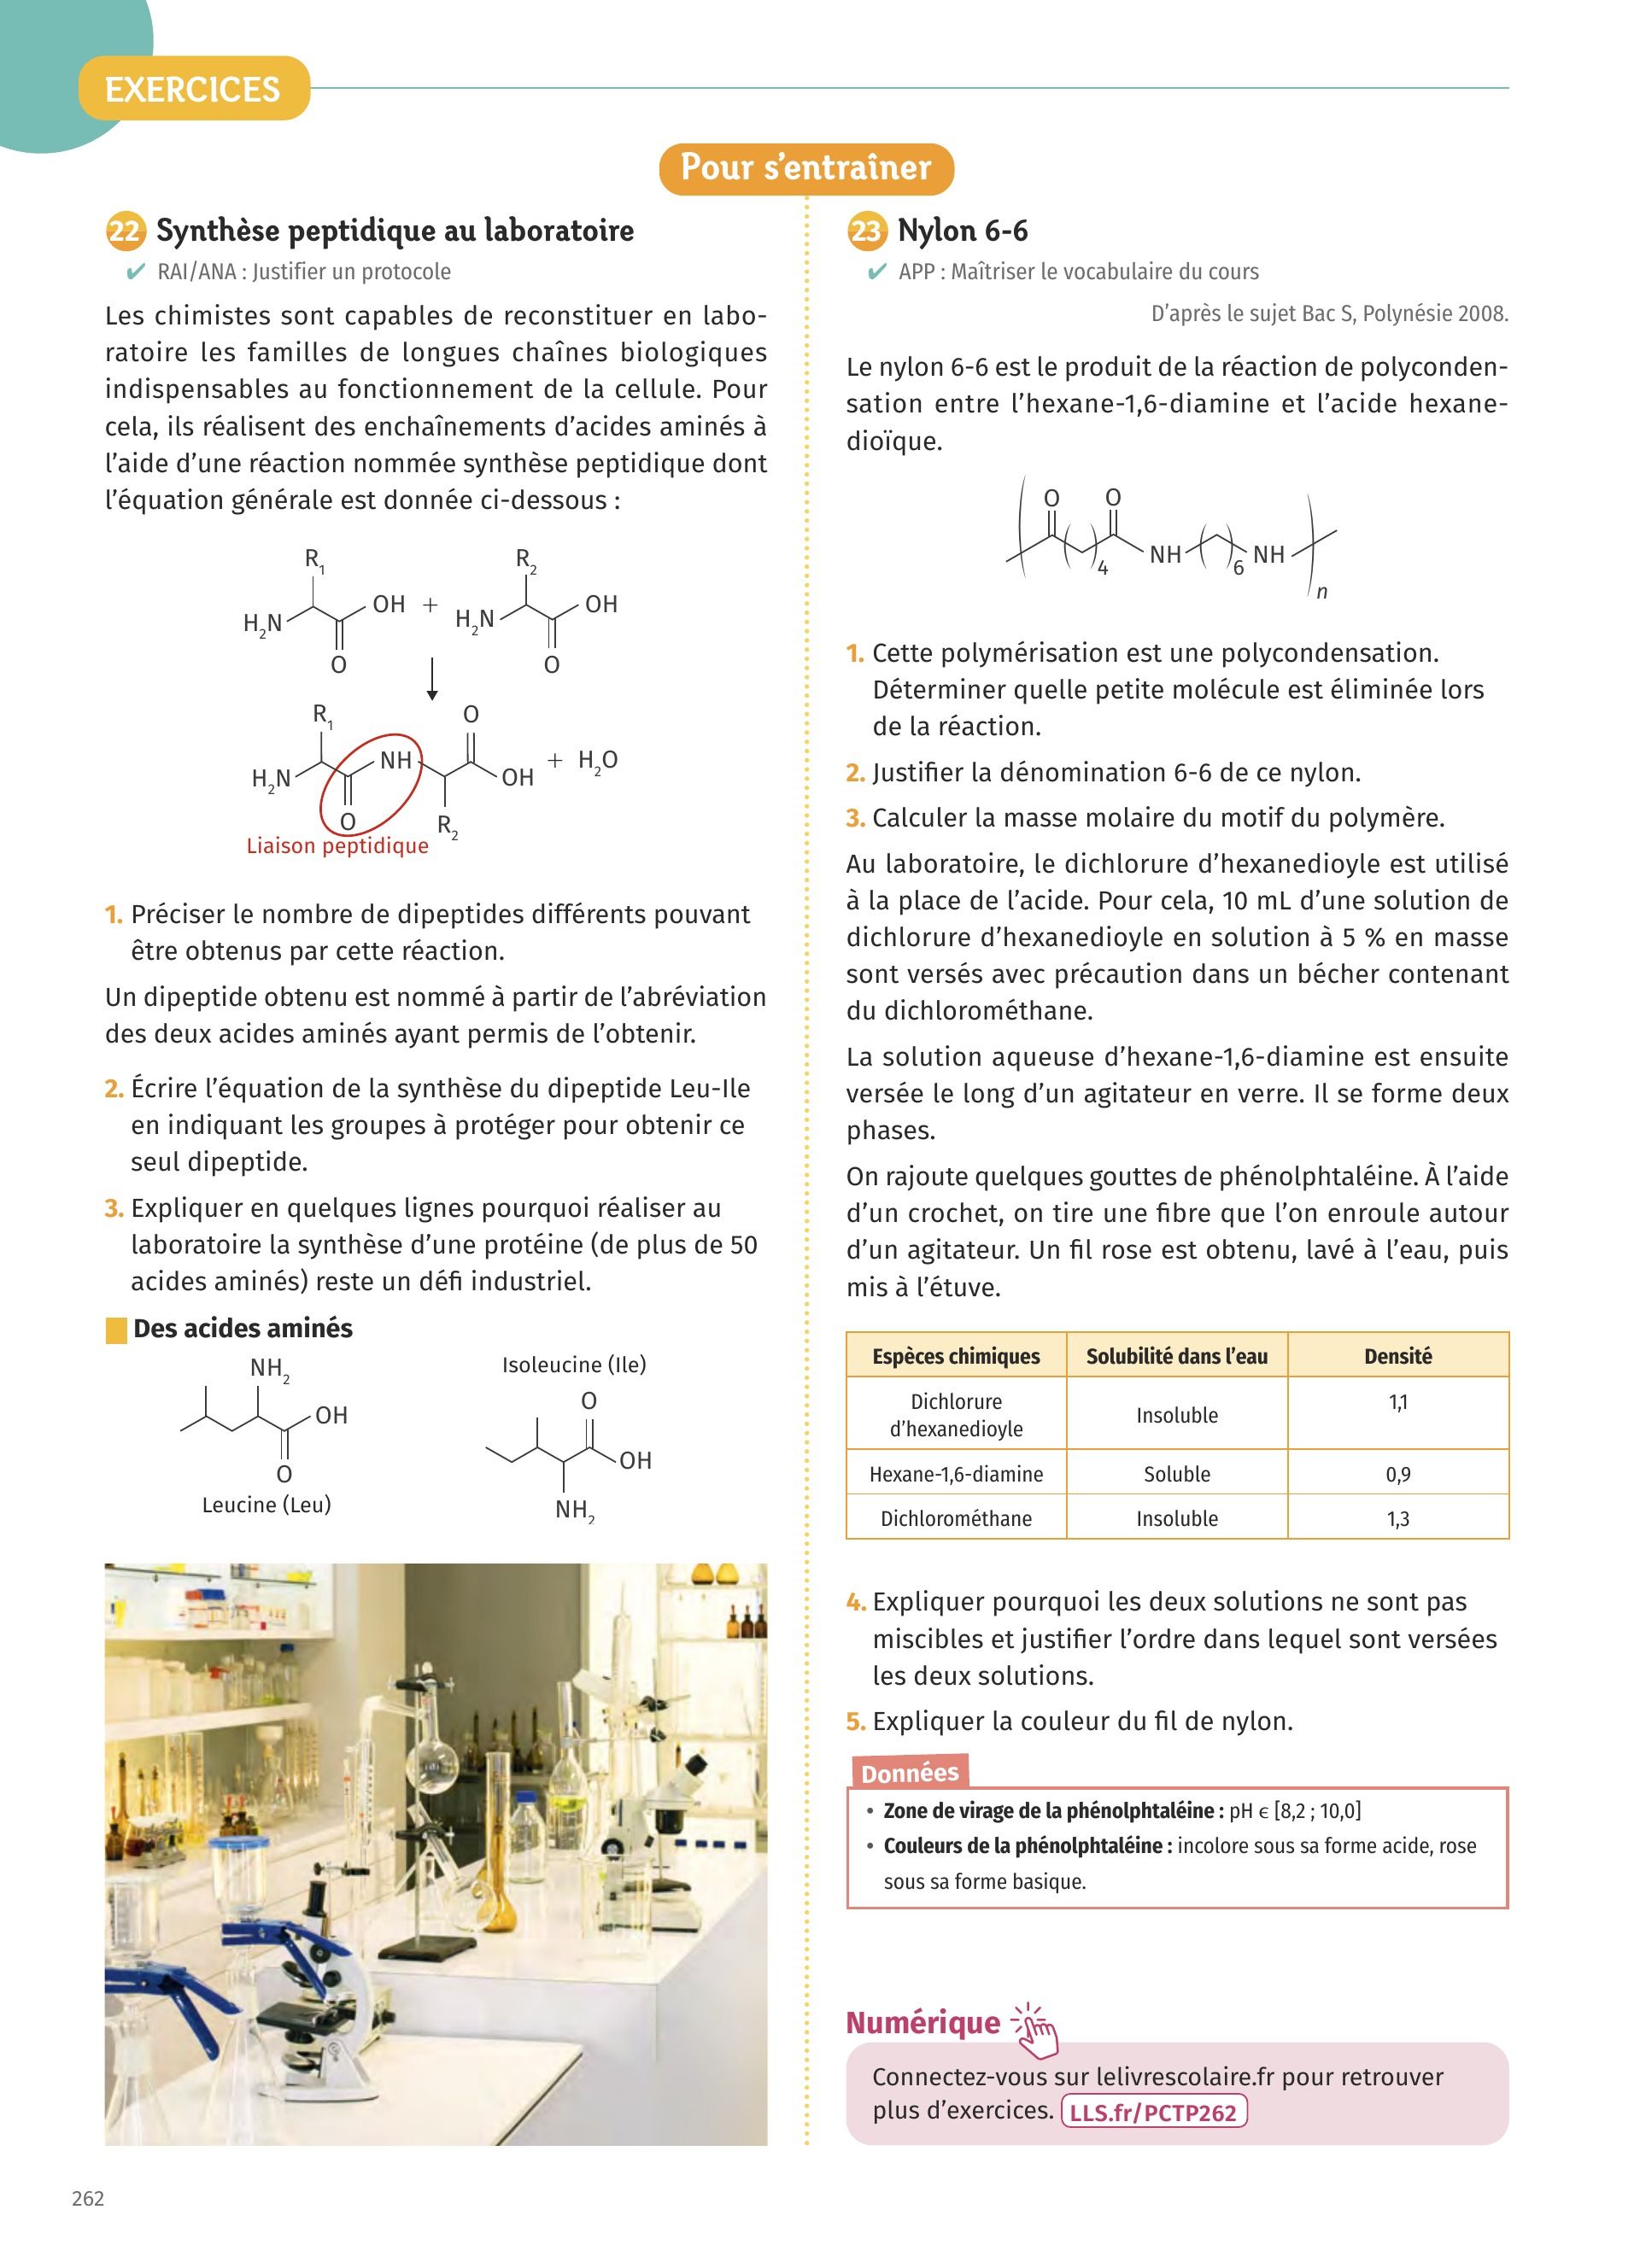 EXERCICES
Pour s'entraîner
22 Synthèse peptidique au laboratoire
✔ RAI/ANA : Justifier un protocole
Les chimistes sont capables de reconstituer en labo-
ratoire les familles de longues chaînes biologiques
indispensables au fonctionnement de la cellule. Pour
cela, ils réalisent des enchaînements d'acides aminés à
l'aide d'une réaction nommée synthèse peptidique dont
l'équation générale est donnée ci-dessous :
R₁ R₂
H₂N OH + H₂N OH
O O
R₁ O
H₂N NH OH + H₂O
O R₂
Liaison peptidique
1. Préciser le nombre de dipeptides différents pouvant
être obtenus par cette réaction.
Un dipeptide obtenu est nommé à partir de l'abréviation
des deux acides aminés ayant permis de l'obtenir.
2. Écrire l'équation de la synthèse du dipeptide Leu-Ile
en indiquant les groupes à protéger pour obtenir ce
seul dipeptide.
3. Expliquer en quelques lignes pourquoi réaliser au
laboratoire la synthèse d'une protéine (de plus de 50
acides aminés) reste un défi industriel.
Des acides aminés
NH₂
OH
O
Leucine (Leu)
Isoleucine (Ile)
O
OH
NH₂
23 Nylon 6-6
✔ APP : Maîtriser le vocabulaire du cours
D'après le sujet Bac S, Polynésie 2008.
Le nylon 6-6 est le produit de la réaction de polyconden-
sation entre l'hexane-1,6-diamine et l'acide hexane-
dioïque.
O O
4 NH 6 NH
n
1. Cette polymérisation est une polycondensation.
Déterminer quelle petite molécule est éliminée lors
de la réaction.
2. Justifier la dénomination 6-6 de ce nylon.
3. Calculer la masse molaire du motif du polymère.
Au laboratoire, le dichlorure d'hexanedioyle est utilisé
à la place de l'acide. Pour cela, 10 mL d'une solution de
dichlorure d'hexanedioyle en solution à 5 % en masse
sont versés avec précaution dans un bécher contenant
du dichlorométhane.
La solution aqueuse d'hexane-1,6-diamine est ensuite
versée le long d'un agitateur en verre. Il se forme deux
phases.
On rajoute quelques gouttes de phénolphtaléine. À l'aide
d'un crochet, on tire une fibre que l'on enroule autour
d'un agitateur. Un fil rose est obtenu, lavé à l'eau, puis
mis à l'étuve.
Espèces chimiques Solubilité dans l'eau Densité
Dichlorure
d'hexanedioyle Insoluble 1,1
Hexane-1,6-diamine Soluble 0,9
Dichlorométhane Insoluble 1,3
4. Expliquer pourquoi les deux solutions ne sont pas
miscibles et justifier l'ordre dans lequel sont versées
les deux solutions.
5. Expliquer la couleur du fil de nylon.
Données
• Zone de virage de la phénolphtaléine : pH ϵ [8,2 ; 10,0]
• Couleurs de la phénolphtaléine : incolore sous sa forme acide, rose
sous sa forme basique.
Numérique
Connectez-vous sur lelivrescolaire.fr pour retrouver
plus d'exercices. LLS.fr/PCTP262
262